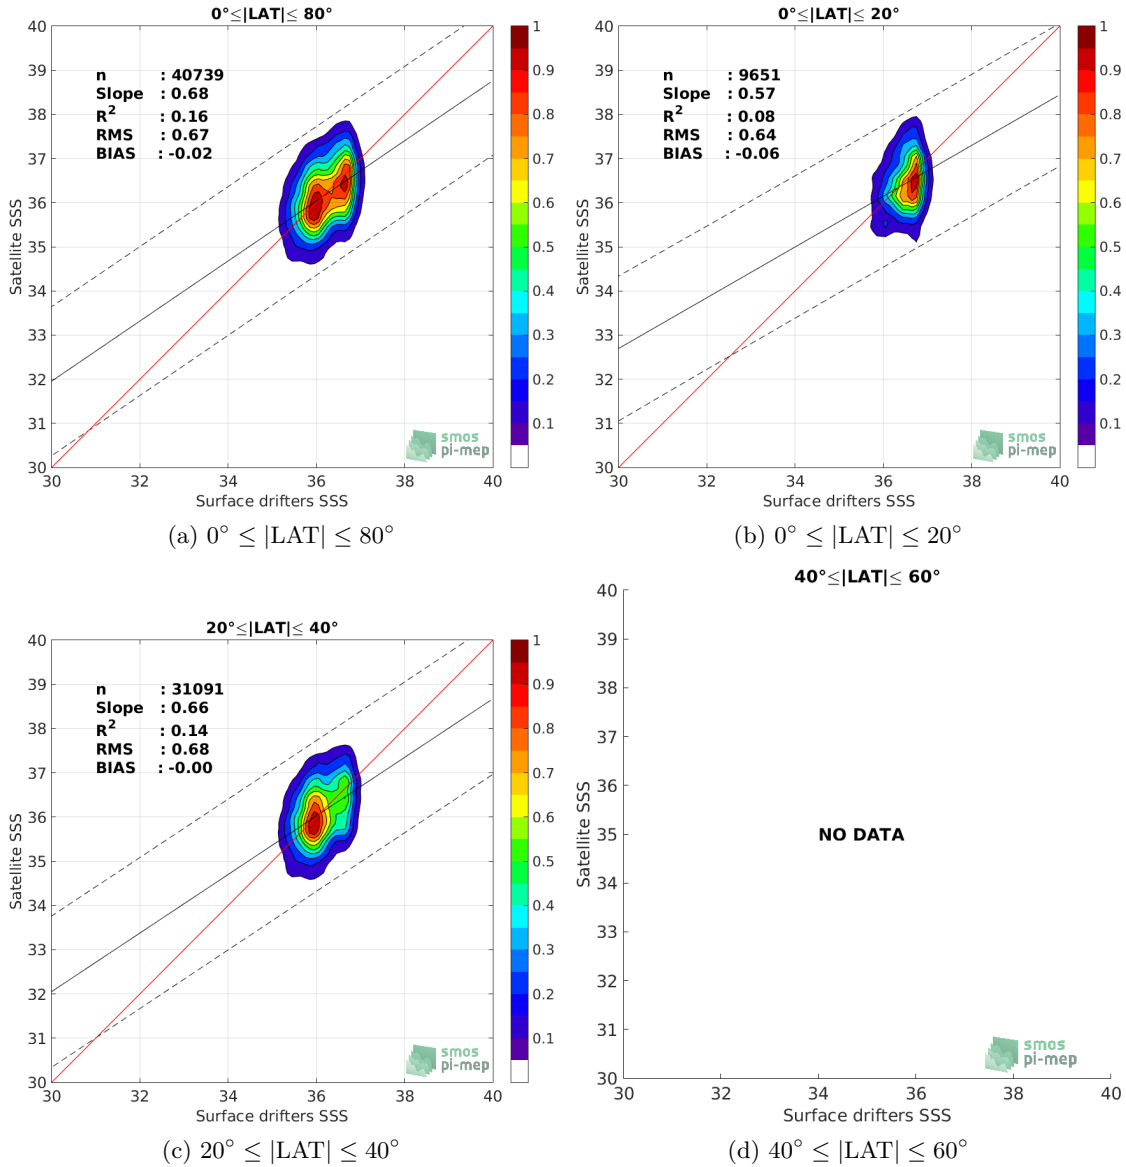 0°≤|LAT|≤ 80°
n : 40739
Slope : 0.68
R² : 0.16
RMS : 0.67
BIAS : -0.02
40
39
38
37
36
35
34
33
32
31
30
Satellite SSS
30 32 34 36 38 40
Surface drifters SSS
1
0.9
0.8
0.7
0.6
0.5
0.4
0.3
0.2
0.1
smos
pi-mep
(a) 0° ≤ |LAT| ≤ 80°
0°≤|LAT|≤ 20°
n : 9651
Slope : 0.57
R² : 0.08
RMS : 0.64
BIAS : -0.06
40
39
38
37
36
35
34
33
32
31
30
Satellite SSS
30 32 34 36 38 40
Surface drifters SSS
1
0.9
0.8
0.7
0.6
0.5
0.4
0.3
0.2
0.1
smos
pi-mep
(b) 0° ≤ |LAT| ≤ 20°
20°≤|LAT|≤ 40°
n : 31091
Slope : 0.66
R² : 0.14
RMS : 0.68
BIAS : -0.00
40
39
38
37
36
35
34
33
32
31
30
Satellite SSS
30 32 34 36 38 40
Surface drifters SSS
1
0.9
0.8
0.7
0.6
0.5
0.4
0.3
0.2
0.1
smos
pi-mep
(c) 20° ≤ |LAT| ≤ 40°
40°≤|LAT|≤ 60°
40
39
38
37
36
35
34
33
32
31
30
Satellite SSS
NO DATA
30 32 34 36 38 40
Surface drifters SSS
smos
pi-mep
(d) 40° ≤ |LAT| ≤ 60°